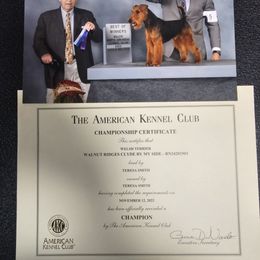 BEST OF
WINNERS
THE AMERICAN KENNEL CLUB
CHAMPIONSHIP CERTIFICATE
This certifies that
WELSH TERRIER
WALNUT RIDGES CLYDE BY MY SIDE -
bred by
TERESA SMITH
owned by
TERESA SMITH
having completed the requirements on
NOVEMBER 12, 2022
has been officially recorded a
CHAMPION
by The American Kennel Club
AKC
AMERICAN
KENNEL CLUB®
Executive Secretary